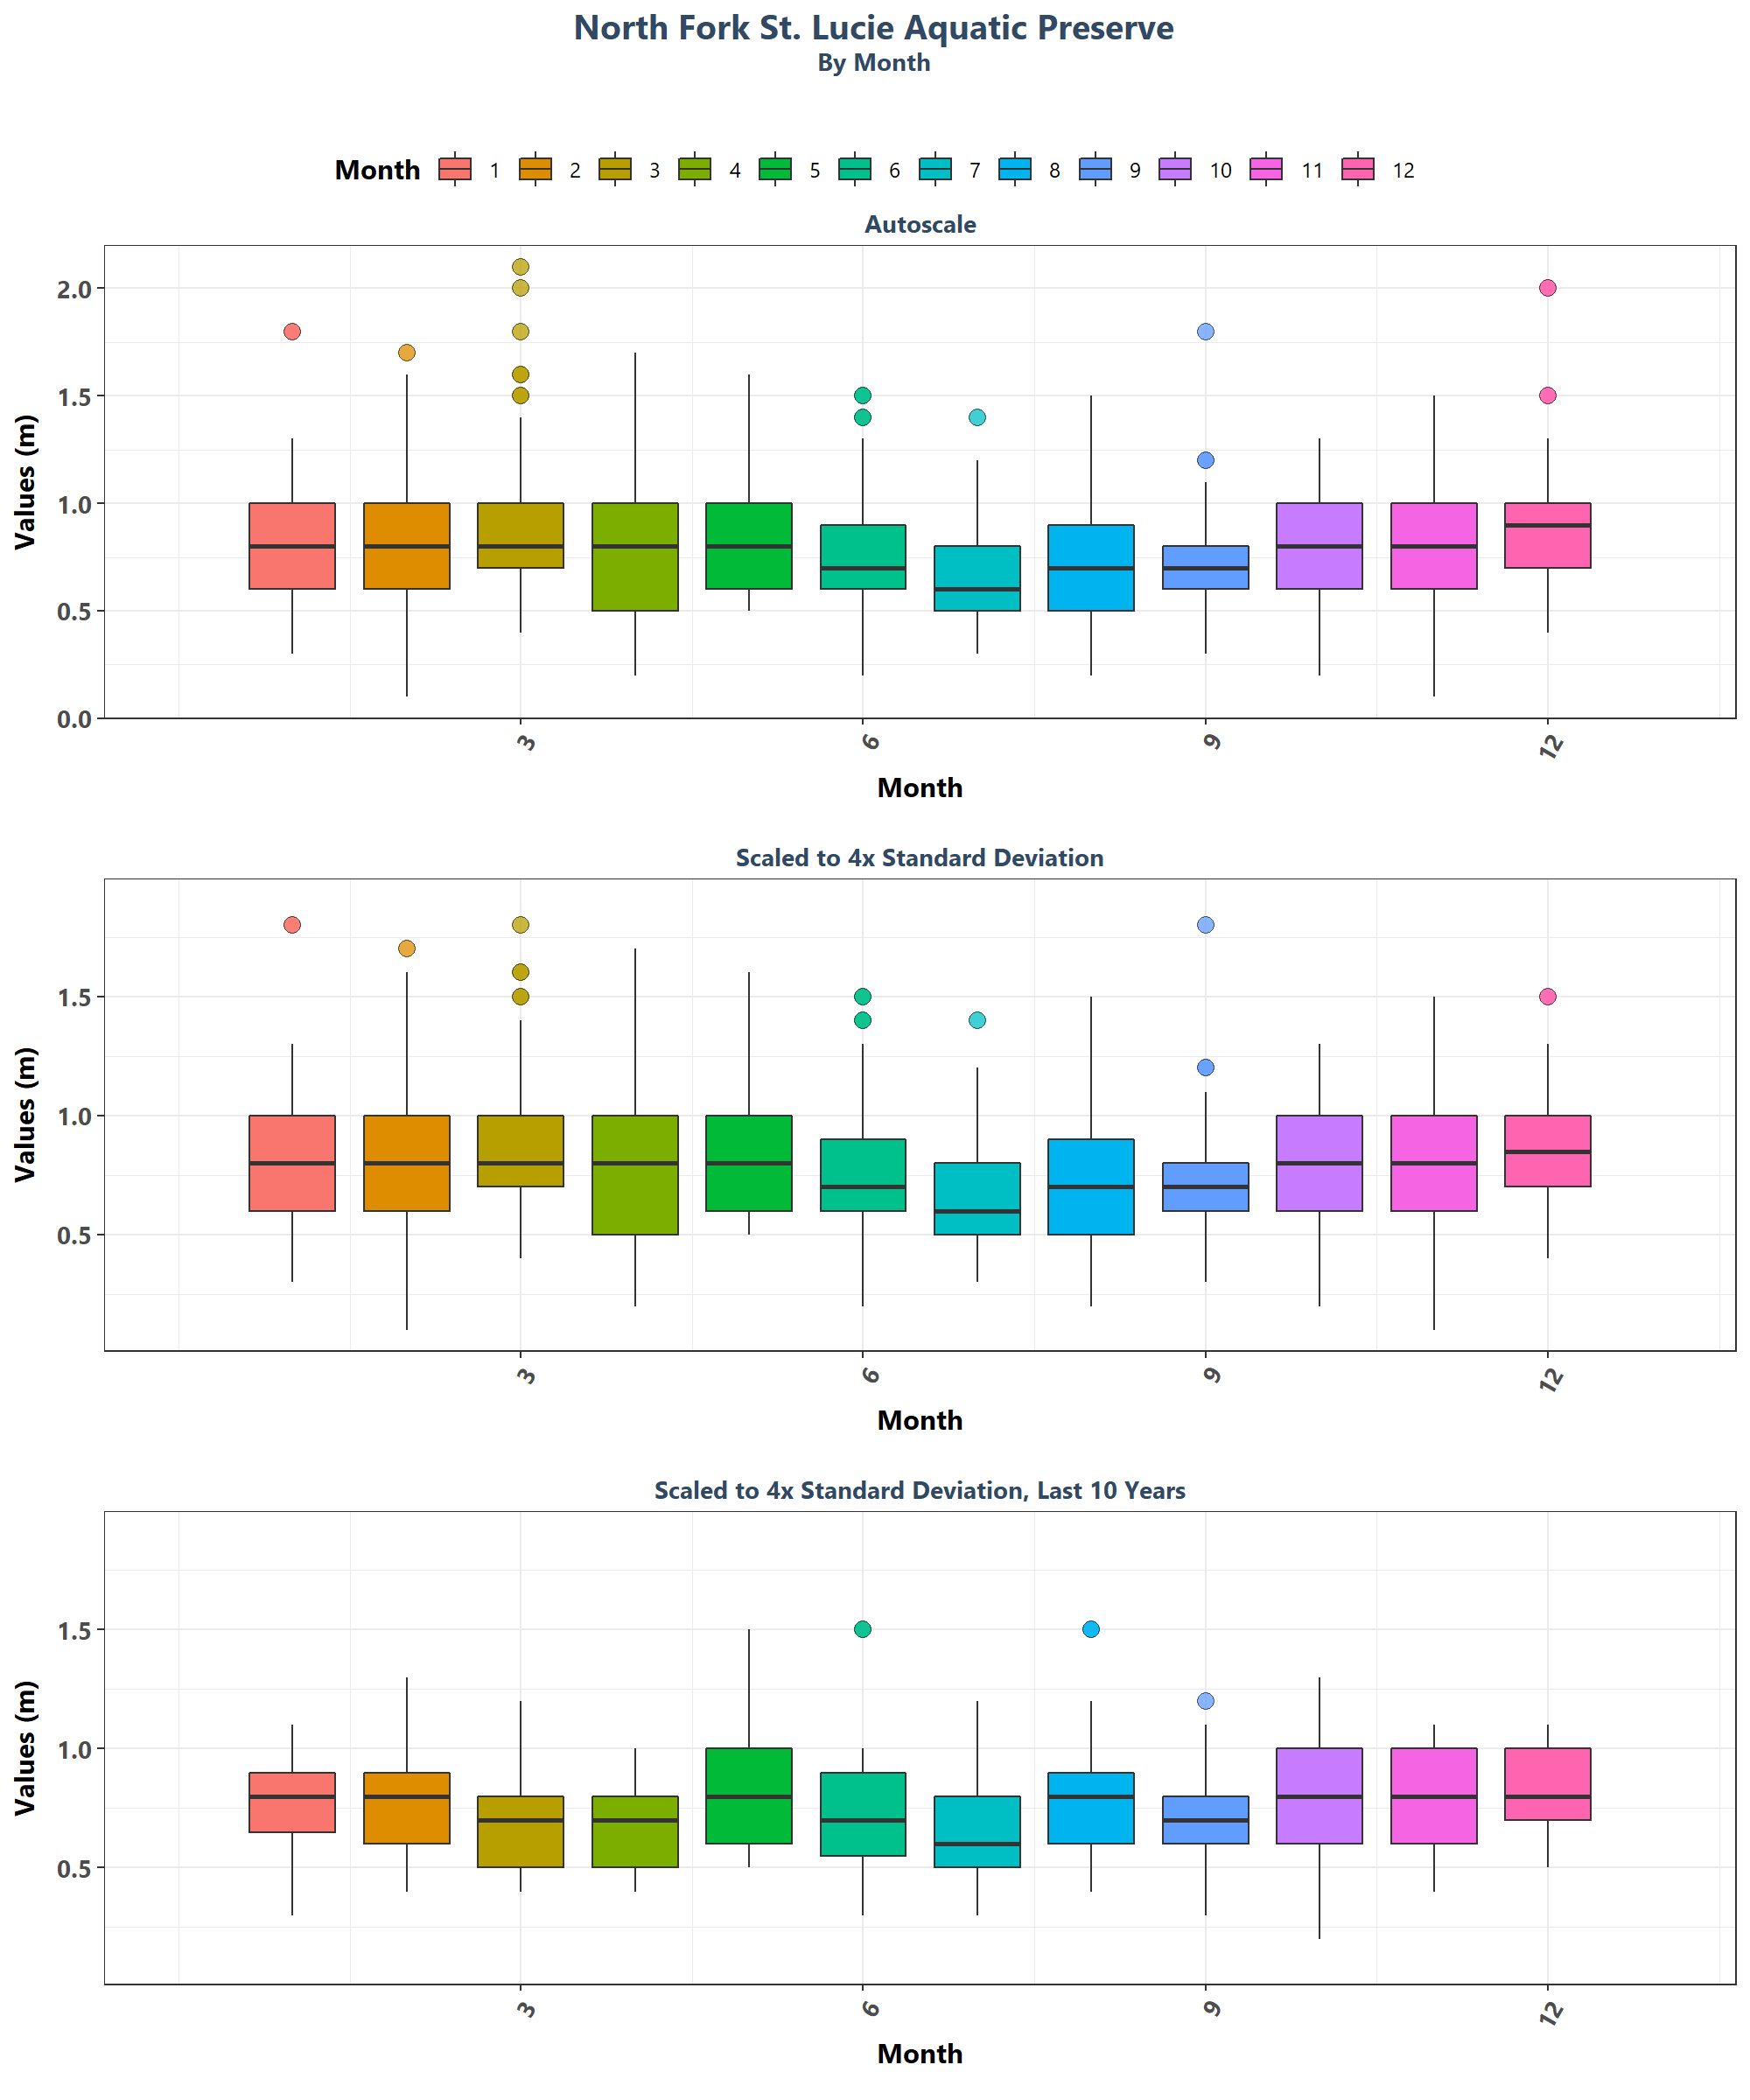 North Fork St. Lucie Aquatic Preserve
By Month
Month 1 2 3 4 5 6 7 8 9 10 11 12
Autoscale
Values (m)
2.0
1.5
1.0
0.5
0.0
3 6 9 12
Month
Scaled to 4x Standard Deviation
Values (m)
1.5
1.0
0.5
3 6 9 12
Month
Scaled to 4x Standard Deviation, Last 10 Years
Values (m)
1.5
1.0
0.5
3 6 9 12
Month